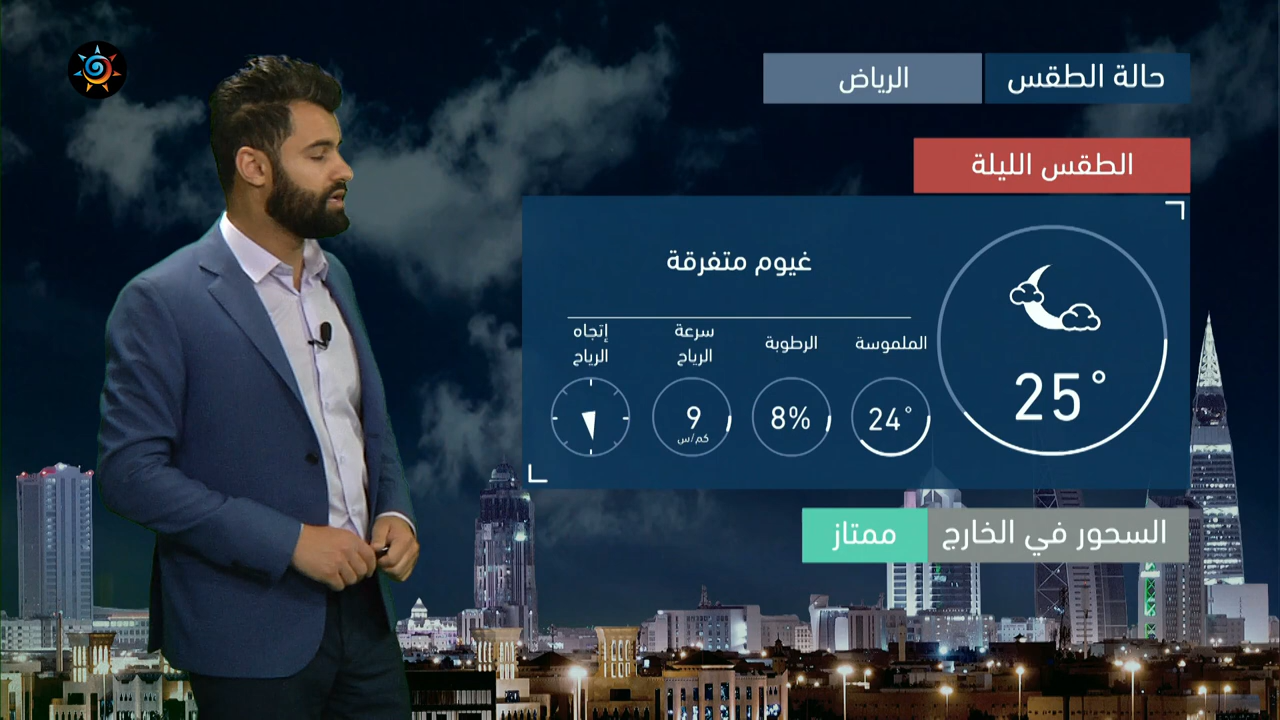 حالة الطقس
الرياض
الطقس الليلة
غيوم متفرقة
25°
الملموسة
24°
الرطوبة
8%
سرعة
الرياح
9
كم/س
إتجاه
الرياح
السحور في الخارج
ممتاز